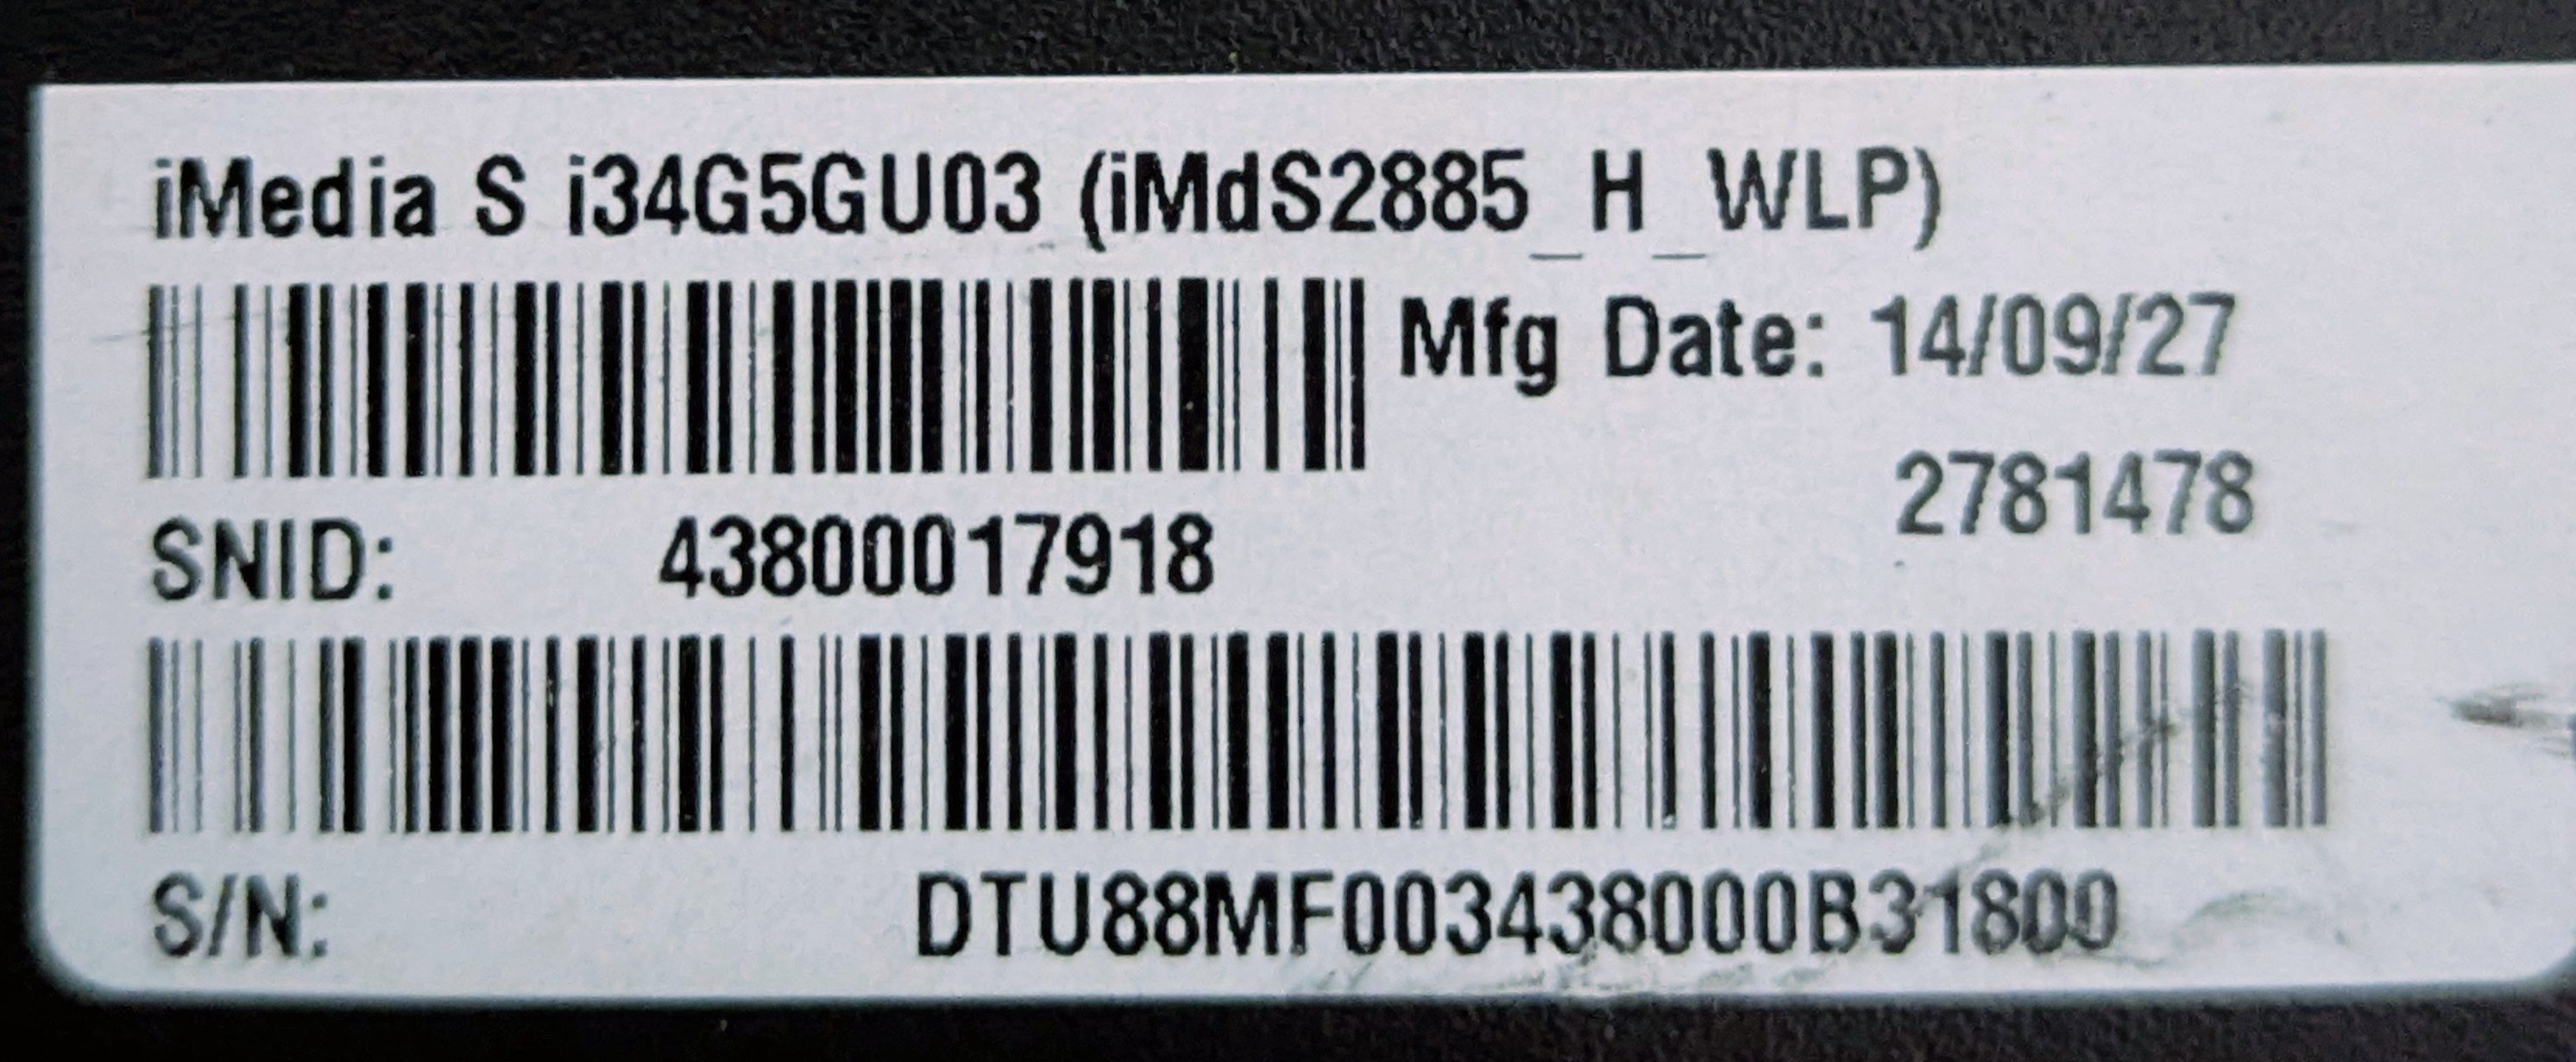 iMedia S i34G5GU03 (iMdS2885_H_WLP)
Mfg Date: 14/09/27
2781478
SNID: 43800017918
S/N: DTU88MF003438000B31800